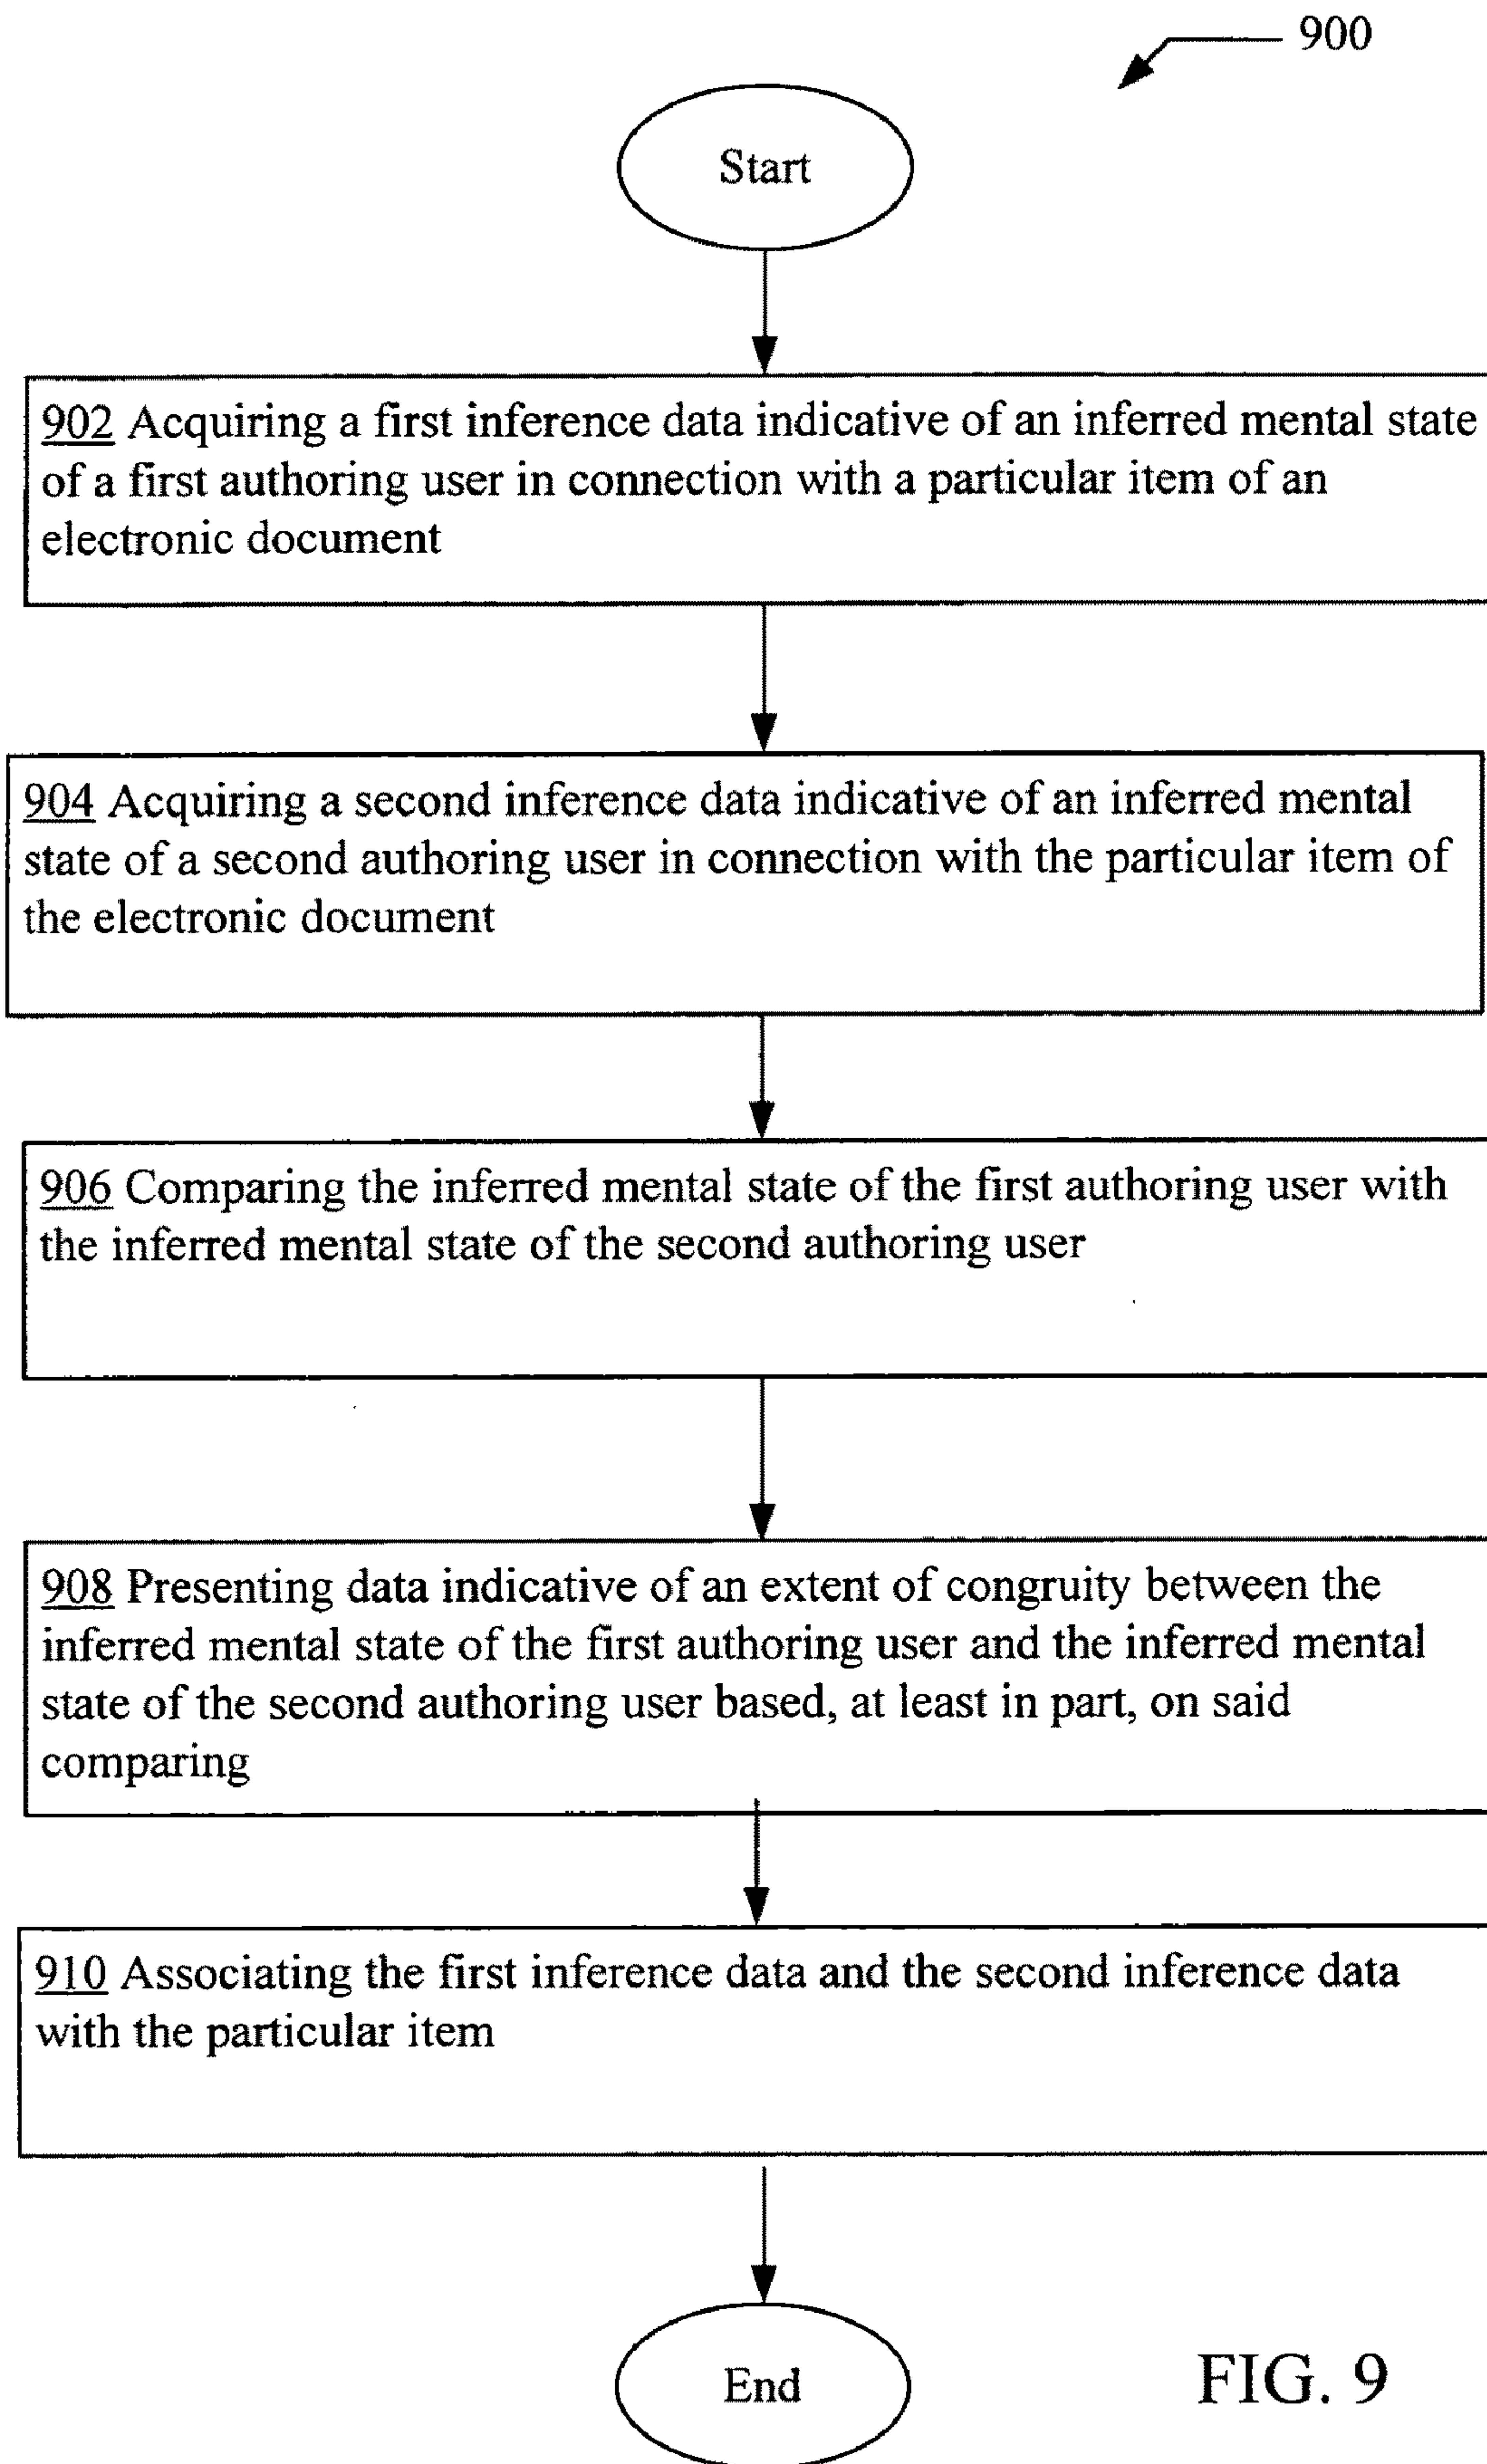 900
Start
902 Acquiring a first inference data indicative of an inferred mental state
of a first authoring user in connection with a particular item of an
electronic document
904 Acquiring a second inference data indicative of an inferred mental
state of a second authoring user in connection with the particular item of
the electronic document
906 Comparing the inferred mental state of the first authoring user with
the inferred mental state of the second authoring user
908 Presenting data indicative of an extent of congruity between the
inferred mental state of the first authoring user and the inferred mental
state of the second authoring user based, at least in part, on said
comparing
910 Associating the first inference data and the second inference data
with the particular item
End
FIG. 9